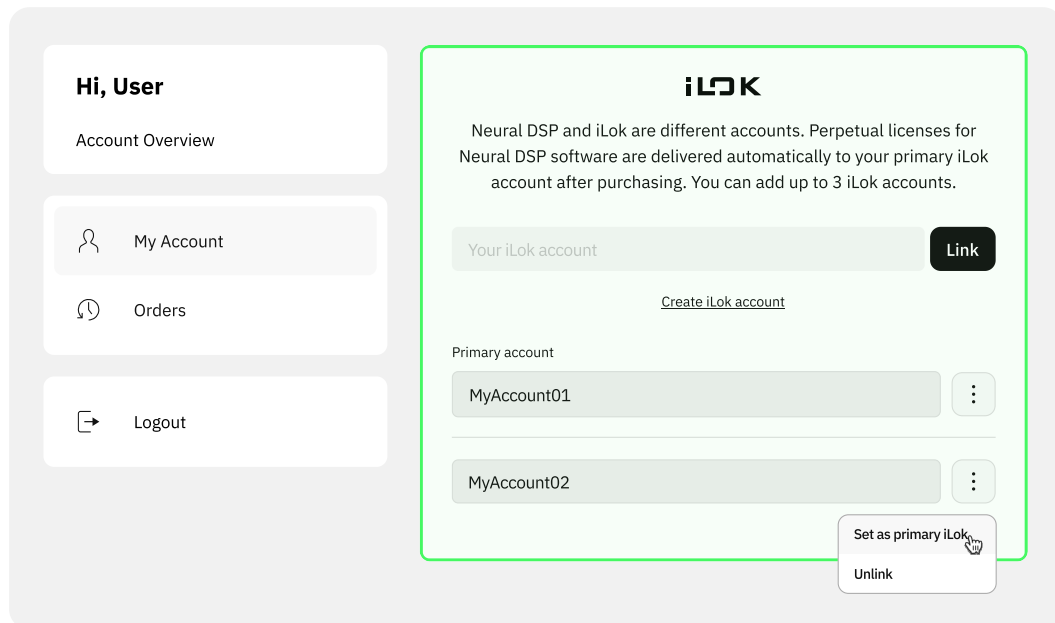 Hi, User
Account Overview
My Account
Orders
Logout
iLOK
Neural DSP and iLok are different accounts. Perpetual licenses for
Neural DSP software are delivered automatically to your primary iLok
account after purchasing. You can add up to 3 iLok accounts.
Your iLok account
Link
Create iLok account
Primary account
MyAccount01
MyAccount02
Set as primary iLok
Unlink